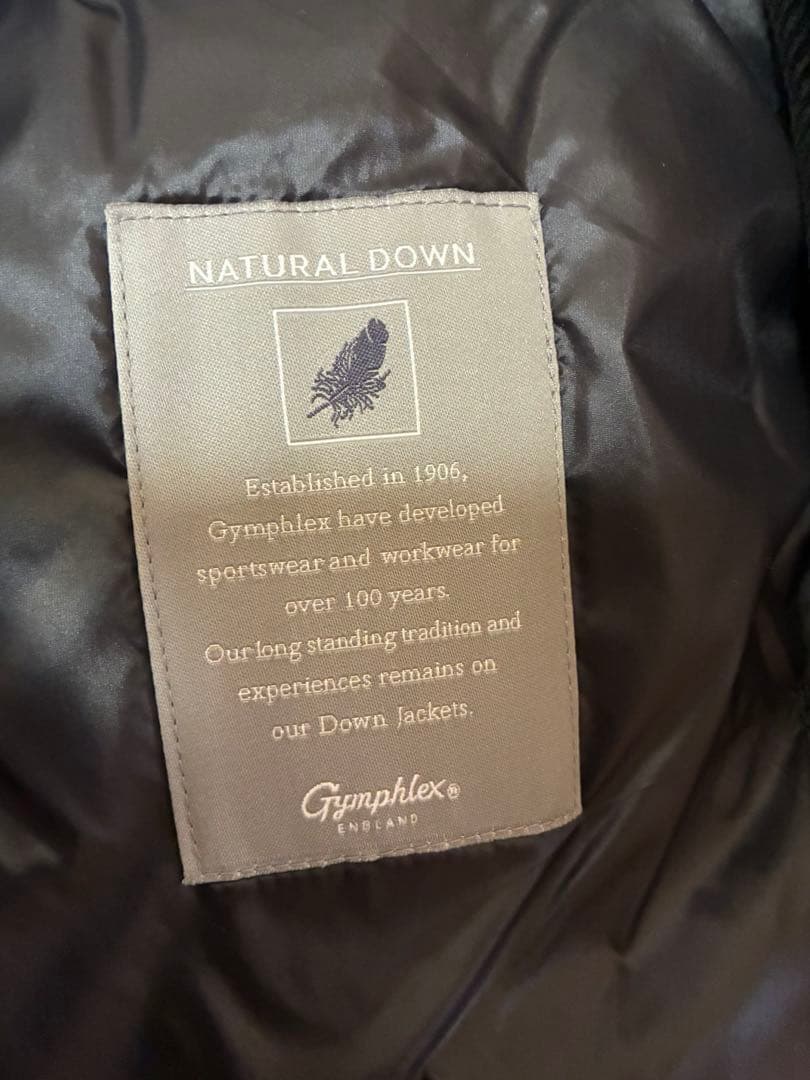 NATURAL DOWN
Established in 1906,
Gymphlex have developed
sportswear and workwear for
over 100 years.
Our long standing tradition and
experiences remains on
our Down Jackets.
Gymphlex®
ENGLAND